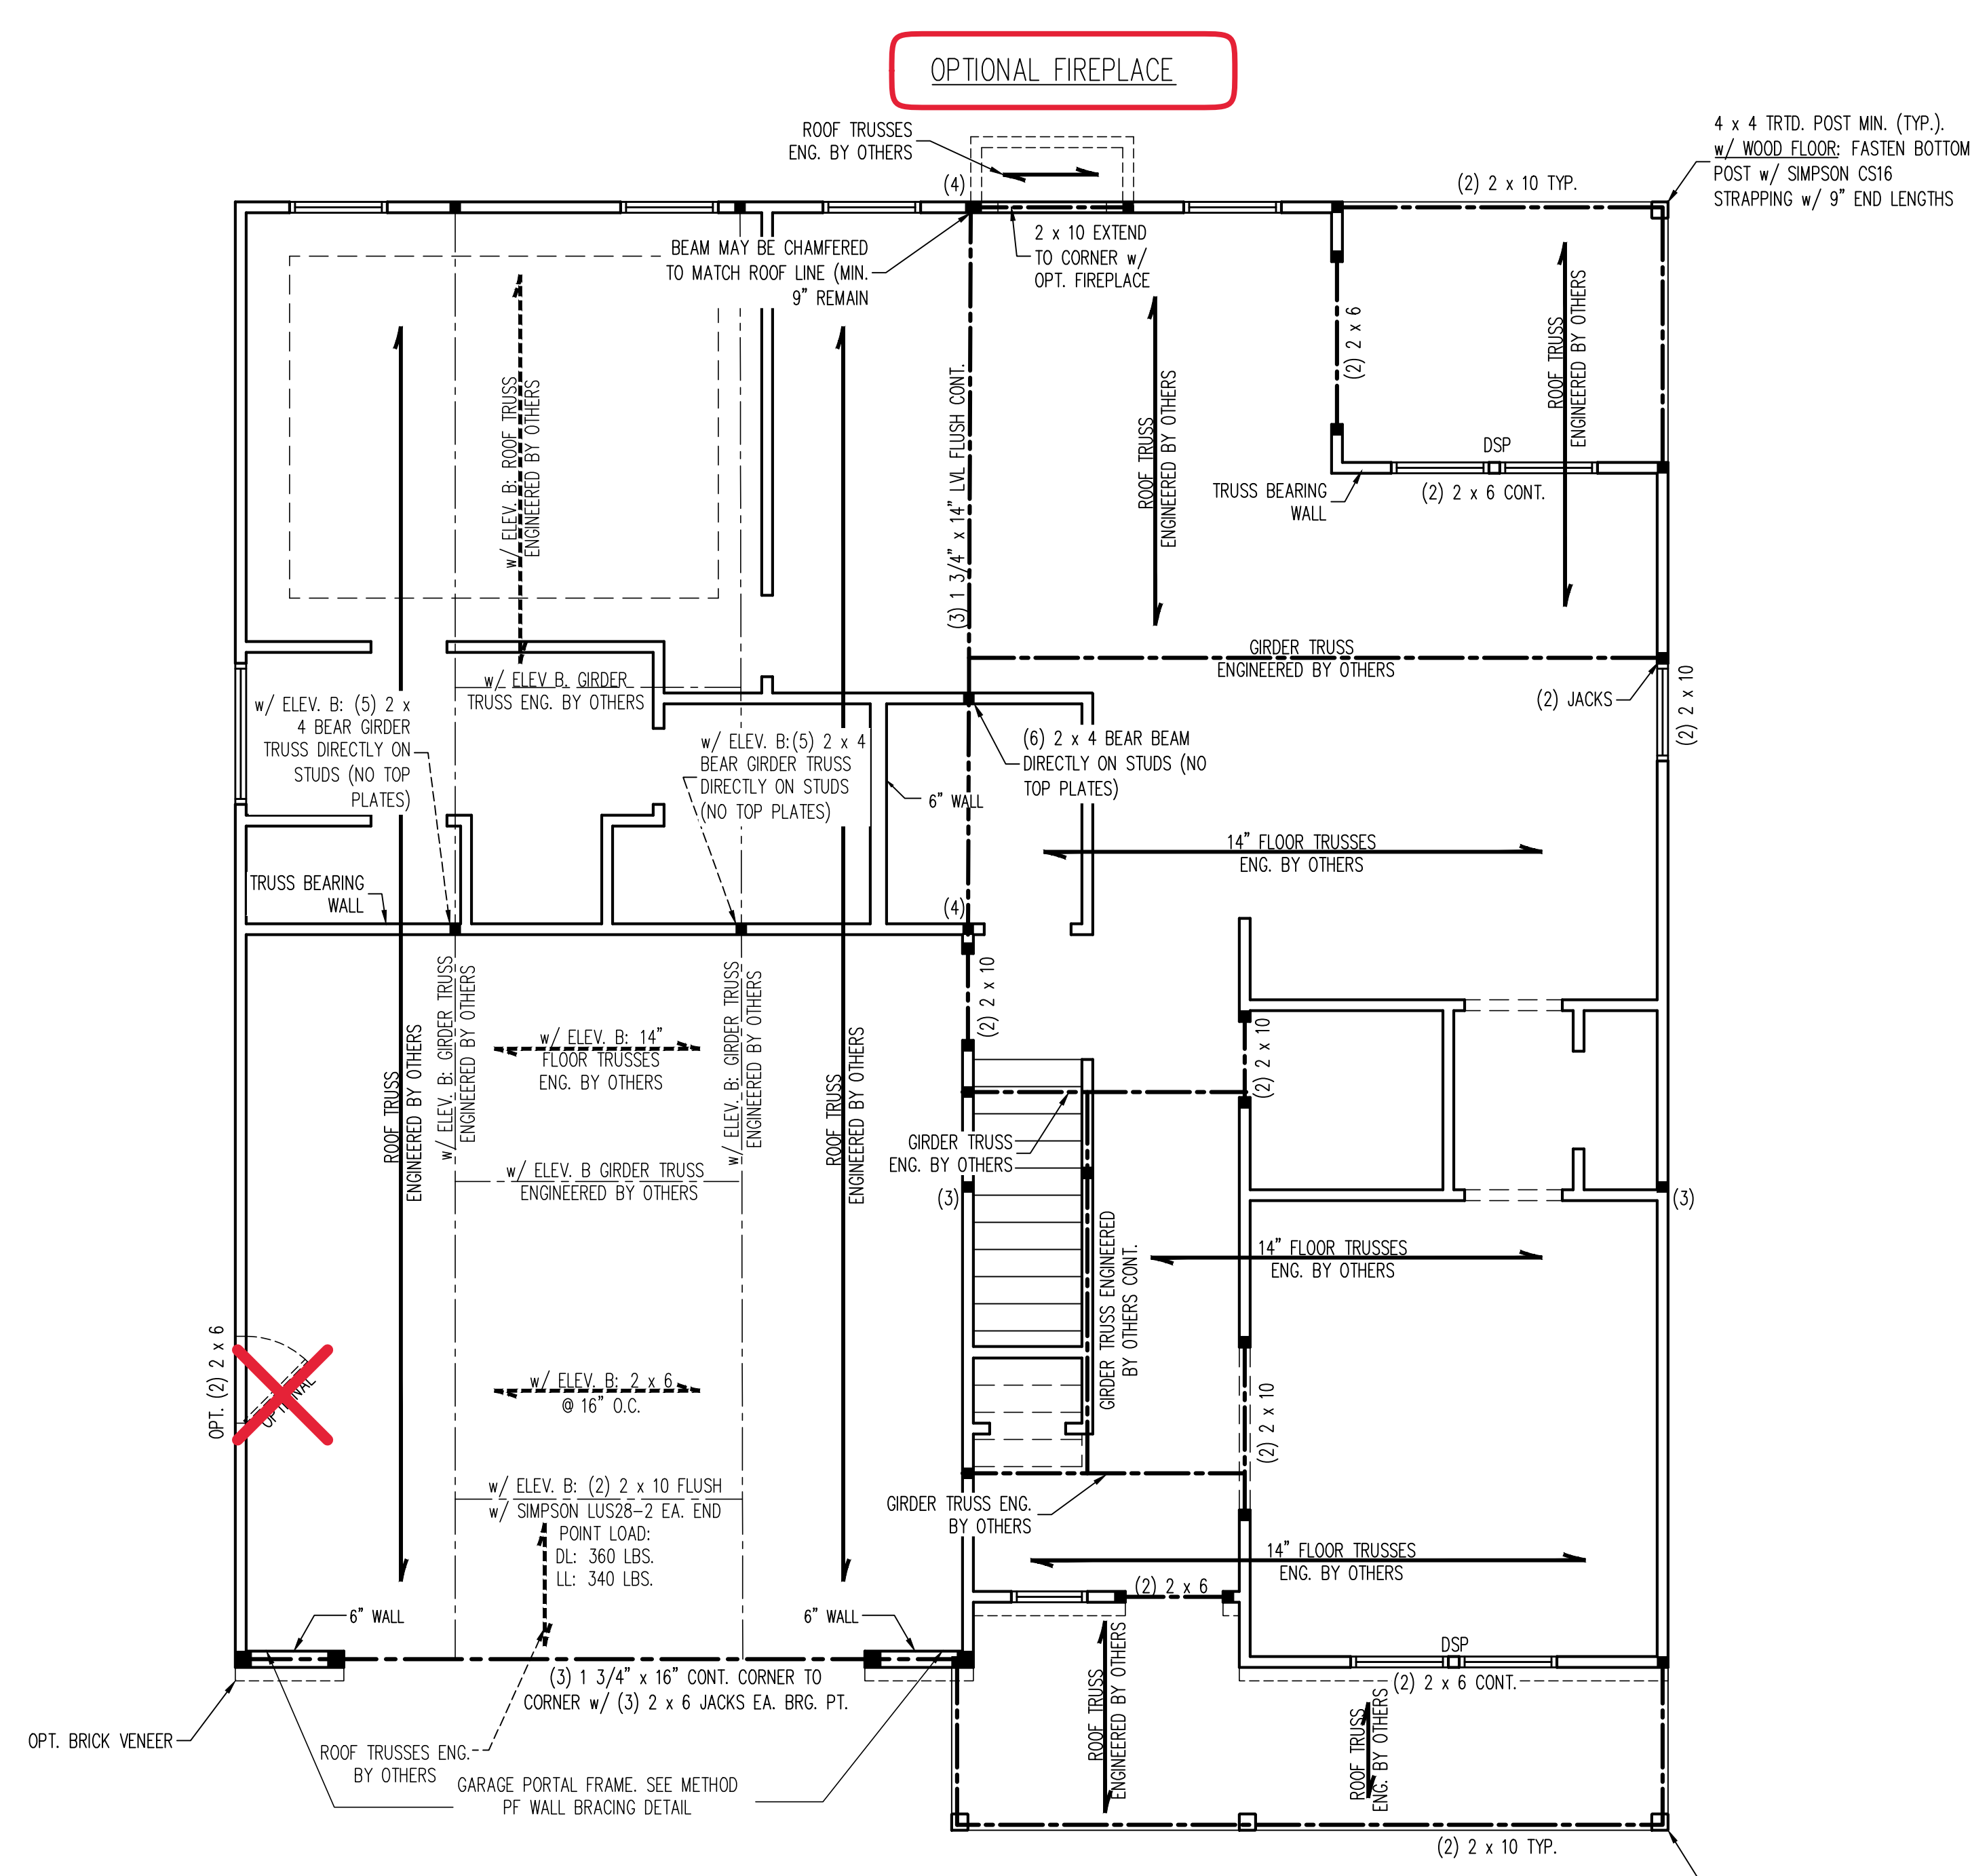 OPTIONAL FIREPLACE
ROOF TRUSSES
ENG. BY OTHERS
4 x 4 TRTD. POST MIN. (TYP.).
w/ WOOD FLOOR: FASTEN BOTTOM
POST w/ SIMPSON CS16
STRAPPING w/ 9" END LENGTHS
(4)
(2) 2 x 10 TYP.
BEAM MAY BE CHAMFERED
TO MATCH ROOF LINE (MIN.
9" REMAIN
2 x 10 EXTEND
TO CORNER w/
OPT. FIREPLACE
w/ ELEV. B: ROOF TRUSS
ENGINEERED BY OTHERS
(3) 1 3/4" x 14" LVL FLUSH CONT.
ROOF TRUSS
ENGINEERED BY OTHERS
(2) 2 x 6
ROOF TRUSS
ENGINEERED BY OTHERS
DSP
(2) 2 x 6 CONT.
TRUSS BEARING
WALL
GIRDER TRUSS
ENGINEERED BY OTHERS
(2) JACKS
(2) 2 x 10
w/ ELEV B. GIRDER
TRUSS ENG. BY OTHERS
w/ ELEV. B: (5) 2 x
4 BEAR GIRDER
TRUSS DIRECTLY ON
STUDS (NO TOP
PLATES)
w/ ELEV. B:(5) 2 x 4
BEAR GIRDER TRUSS
DIRECTLY ON STUDS
(NO TOP PLATES)
(6) 2 x 4 BEAR BEAM
DIRECTLY ON STUDS (NO
TOP PLATES)
6" WALL
14" FLOOR TRUSSES
ENG. BY OTHERS
TRUSS BEARING
WALL
(4)
(2) 2 x 10
ROOF TRUSS
ENGINEERED BY OTHERS
w/ ELEV. B: GIRDER TRUSS
ENGINEERED BY OTHERS
w/ ELEV. B: 14"
FLOOR TRUSSES
ENG. BY OTHERS
w/ ELEV. B: GIRDER TRUSS
ENGINEERED BY OTHERS
ROOF TRUSS
ENGINEERED BY OTHERS
(2) 2 x 10
GIRDER TRUSS
ENG. BY OTHERS
w/ ELEV. B GIRDER TRUSS
ENGINEERED BY OTHERS
(3)
(3)
GIRDER TRUSS ENGINEERED
BY OTHERS CONT.
14" FLOOR TRUSSES
ENG. BY OTHERS
OPT. (2) 2 x 6
OPTIONAL
w/ ELEV. B: 2 x 6
@ 16" O.C.
(2) 2 x 10
w/ ELEV. B: (2) 2 x 10 FLUSH
w/ SIMPSON LUS28-2 EA. END
POINT LOAD:
DL: 360 LBS.
LL: 340 LBS.
GIRDER TRUSS ENG.
BY OTHERS
14" FLOOR TRUSSES
ENG. BY OTHERS
(2) 2 x 6
6" WALL
6" WALL
DSP
(2) 2 x 6 CONT.
(3) 1 3/4" x 16" CONT. CORNER TO
CORNER w/ (3) 2 x 6 JACKS EA. BRG. PT.
ROOF TRUSS
ENGINEERED BY OTHERS
ROOF TRUSS
ENG. BY OTHERS
OPT. BRICK VENEER
ROOF TRUSSES ENG.
BY OTHERS
GARAGE PORTAL FRAME. SEE METHOD
PF WALL BRACING DETAIL
(2) 2 x 10 TYP.